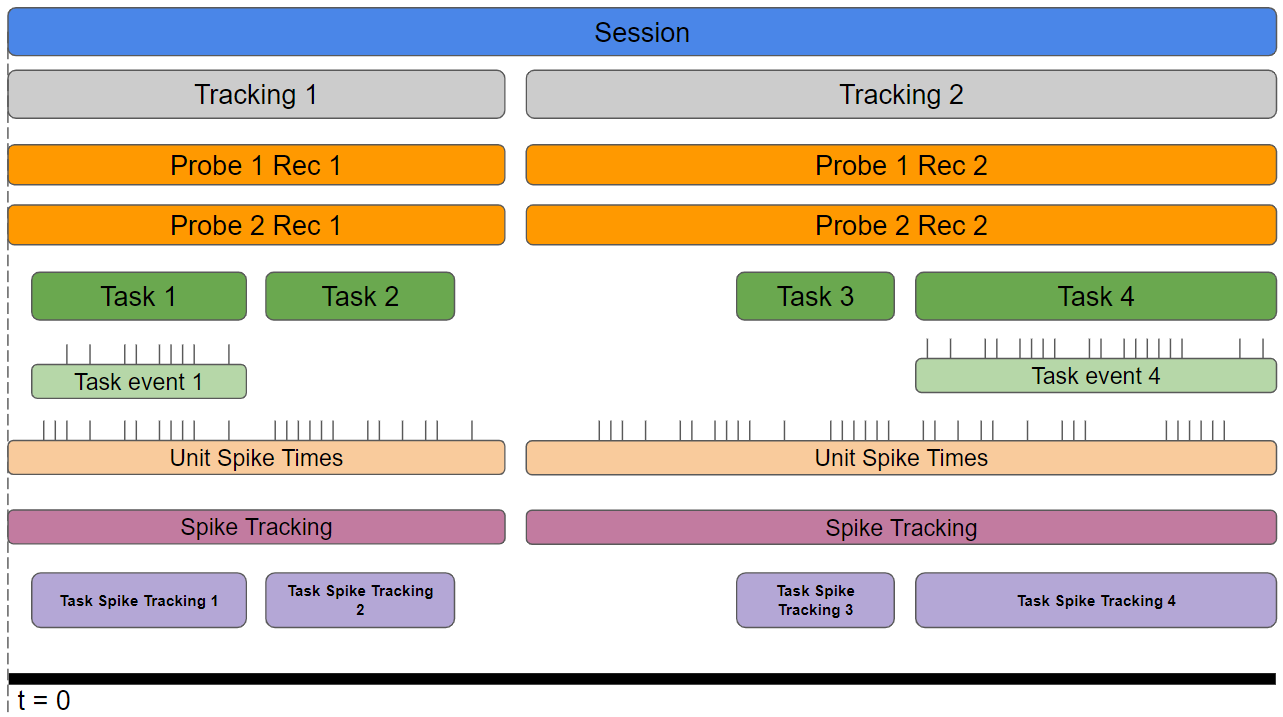 Session
Tracking 1
Tracking 2
Probe 1 Rec 1
Probe 1 Rec 2
Probe 2 Rec 1
Probe 2 Rec 2
Task 1
Task 2
Task 3
Task 4
Task event 1
Task event 4
Unit Spike Times
Unit Spike Times
Spike Tracking
Spike Tracking
Task Spike Tracking 1
Task Spike Tracking
2
Task Spike
Tracking 3
Task Spike Tracking 4
t = 0